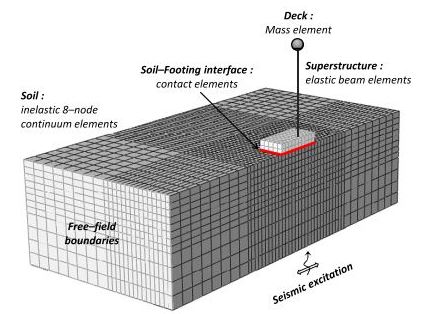 Deck :
Mass element
Soil–Footing interface :
contact elements
Superstructure :
elastic beam elements
Soil :
inelastic 8–node
continuum elements
Free–field
boundaries
Seismic excitation